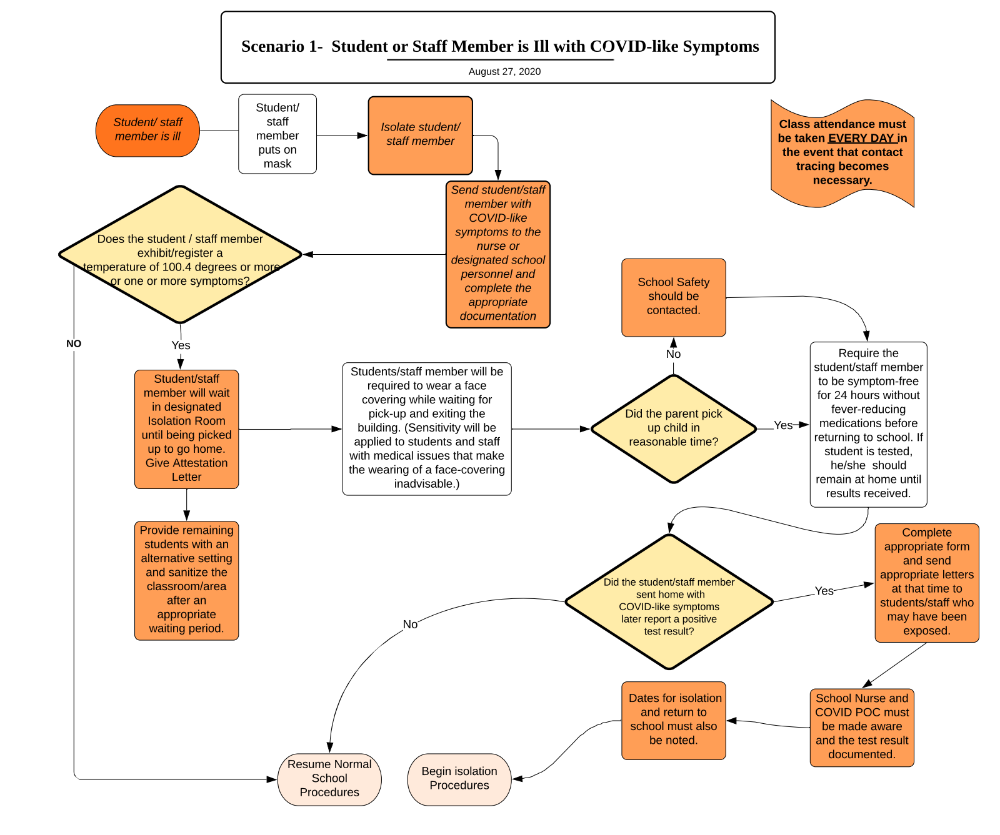 Scenario 1-  Student or Staff Member is Ill with COVID-like Symptoms
August 27, 2020
Student/ staff
member is ill
Student/
staff
member
puts on
mask
Isolate student/
staff member
Class attendance must
be taken EVERY DAY in
the event that contact
tracing becomes
necessary.
Send student/staff
member with
COVID-like
symptoms to the
nurse or
designated school
personnel and
complete the
appropriate
documentation
Does the student / staff member
exhibit/register a
temperature of 100.4 degrees or more
or one or more symptoms?
NO
Yes
Student/staff
member will wait
in designated
Isolation Room
until being picked
up to go home.
Give Attestation
Letter
Provide remaining
students with an
alternative setting
and sanitize the
classroom/area
after an
appropriate
waiting period.
Students/staff member will be
required to wear a face
covering while waiting for
pick-up and exiting the
building. (Sensitivity will be
applied to students and staff
with medical issues that make
the wearing of a face-covering
inadvisable.)
Did the parent pick
up child in
reasonable time?
No
School Safety
should be
contacted.
Yes
Require the
student/staff member
to be symptom-free
for 24 hours without
fever-reducing
medications before
returning to school. If
student is tested,
he/she  should
remain at home until
results received.
Did the student/staff member
sent home with
COVID-like symptoms
later report a positive
test result?
Yes
Complete
appropriate form
and send
appropriate letters
at that time to
students/staff who
may have been
exposed.
No
School Nurse and
COVID POC must
be made aware
and the test result
documented.
Dates for isolation
and return to
school must also
be noted.
Begin isolation
Procedures
Resume Normal
School
Procedures